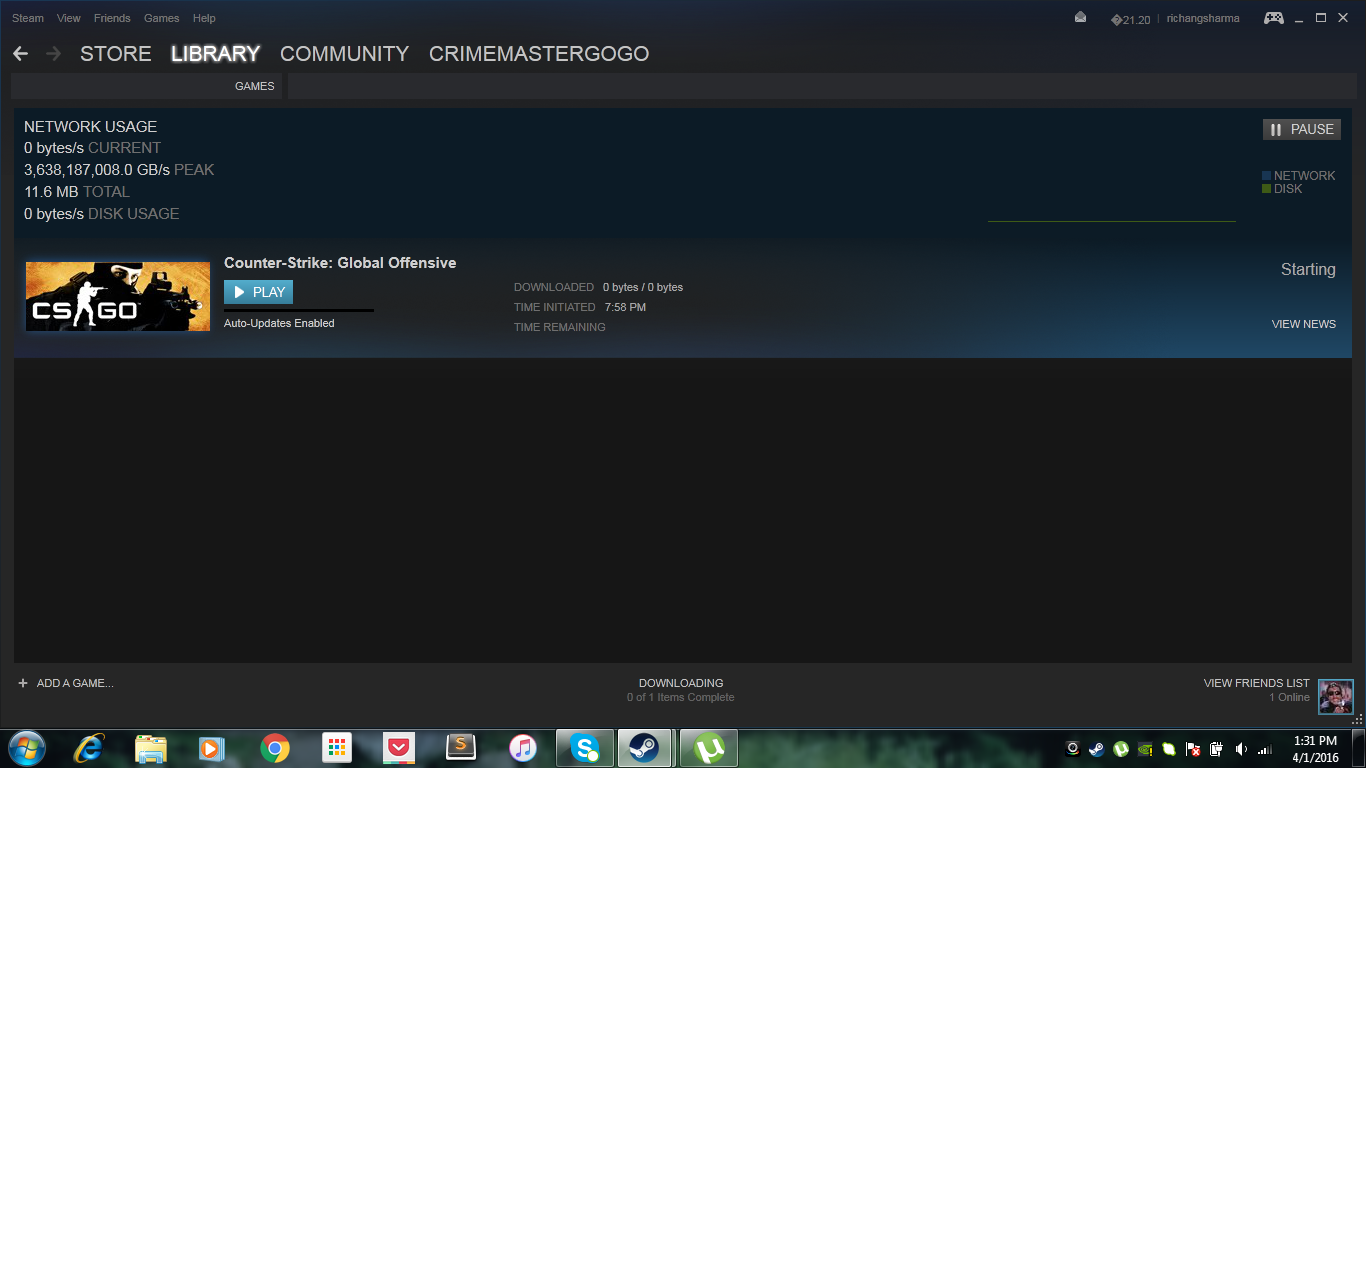 Steam View Friends Games Help
�21.20 | richangsharma
STORE LIBRARY COMMUNITY CRIMEMASTERGOGO
GAMES
NETWORK USAGE
0 bytes/s CURRENT
3,638,187,008.0 GB/s PEAK
11.6 MB TOTAL
0 bytes/s DISK USAGE
PAUSE
NETWORK
DISK
CS GO
Counter-Strike: Global Offensive
PLAY
Auto-Updates Enabled
DOWNLOADED 0 bytes / 0 bytes
TIME INITIATED 7:58 PM
TIME REMAINING
Starting
VIEW NEWS
+ ADD A GAME...
DOWNLOADING
0 of 1 Items Complete
VIEW FRIENDS LIST
1 Online
1:31 PM
4/1/2016